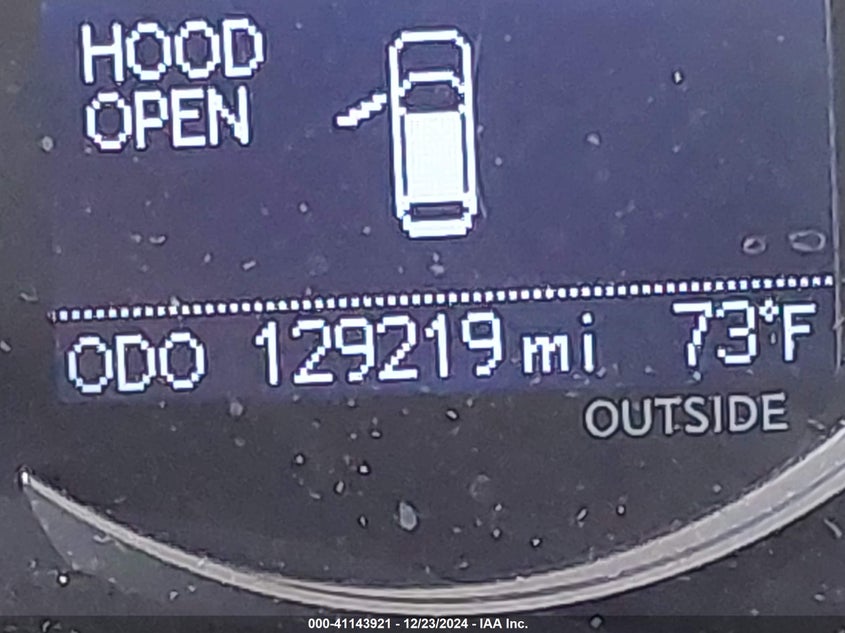 HOOD
OPEN
ODO 129219 mi 73°F
OUTSIDE
000-41143921 - 12/23/2024 - IAA Inc.